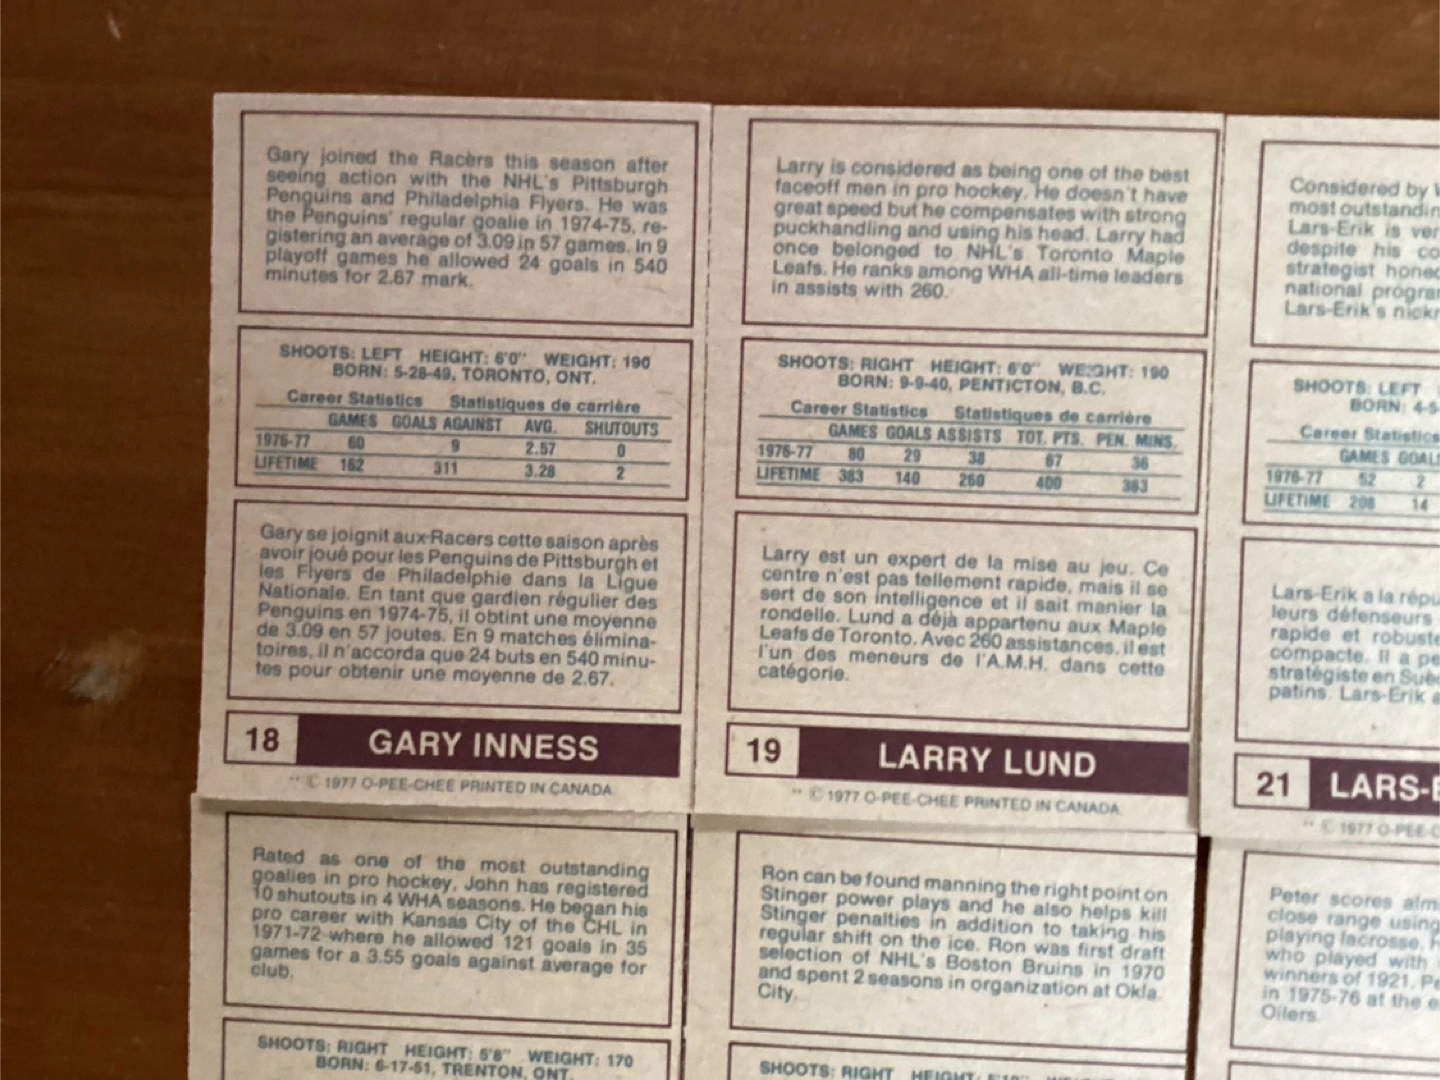 Gary joined the Racers this season after
seeing action with the NHL's Pittsburgh
Penguins and Philadelphia Flyers. He was
the Penguins' regular goalie in 1974-75, re-
gistering an average of 3.09 in 57 games. In 9
playoff games he allowed 24 goals in 540
minutes for 2.67 mark.
SHOOTS: LEFT HEIGHT: 6'0" WEIGHT: 190
BORN: 5-28-49, TORONTO, ONT.
Career Statistics Statistiques de carrière
GAMES GOALS AGAINST AVG. SHUTOUTS
1976-77 60 9 2.57 0
LIFETIME 162 311 3.28 2
Gary se joignit aux Racers cette saison après
avoir joué pour les Penguins de Pittsburgh et
les Flyers de Philadelphie dans la Ligue
Nationale. En tant que gardien régulier des
Penguins en 1974-75, il obtint une moyenne
de 3.09 en 57 joutes. En 9 matches élimina-
toires, il n'accorda que 24 buts en 540 minu-
tes pour obtenir une moyenne de 2.67.
18 GARY INNESS
** © 1977 O-PEE-CHEE PRINTED IN CANADA
Larry is considered as being one of the best
faceoff men in pro hockey. He doesn't have
great speed but he compensates with strong
puckhandling and using his head. Larry had
once belonged to NHL's Toronto Maple
Leafs. He ranks among WHA all-time leaders
in assists with 260.
SHOOTS: RIGHT HEIGHT: 6'0" WEIGHT: 190
BORN: 9-9-40, PENTICTON, B.C.
Career Statistics Statistiques de carrière
GAMES GOALS ASSISTS TOT. PTS. PEN. MINS.
1976-77 80 29 38 67 36
LIFETIME 383 140 260 400 383
Larry est un expert de la mise au jeu. Ce
centre n'est pas tellement rapide, mais il se
sert de son intelligence et il sait manier la
rondelle. Lund a déjà appartenu aux Maple
Leafs de Toronto. Avec 260 assistances, il est
l'un des meneurs de l'A.M.H. dans cette
catégorie.
19 LARRY LUND
** © 1977 O-PEE-CHEE PRINTED IN CANADA
Considered by
most outstandin
Lars-Erik is ver
despite his co
strategist honed
national progra
Lars-Erik's nickn
SHOOTS: LEFT
BORN: 4-5
Career Statistics
GAMES GOAL
1976-77 52 2
LIFETIME 208 14
Lars-Erik a la répu
leurs défenseurs
rapide et robuste
compacte. Il a pe
stratégiste en Suèd
patins. Lars-Erik a
21 LARS-E
** © 1977 O-PEE-C
Rated as one of the most outstanding
goalies in pro hockey, John has registered
10 shutouts in 4 WHA seasons. He began his
pro career with Kansas City of the CHL in
1971-72 where he allowed 121 goals in 35
games for a 3.55 goals against average for
club.
SHOOTS: RIGHT HEIGHT: 5'8" WEIGHT: 170
BORN: 6-17-51, TRENTON, ONT.
Ron can be found manning the right point on
Stinger power plays and he also helps kill
Stinger penalties in addition to taking his
regular shift on the ice. Ron was first draft
selection of NHL's Boston Bruins in 1970
and spent 2 seasons in organization at Okla.
City.
SHOOTS: RIGHT HEIGHT:
Peter scores alm
close range using
playing lacrosse. H
who played with
winners of 1921. Pe
in 1975-76 at the e
Oilers.